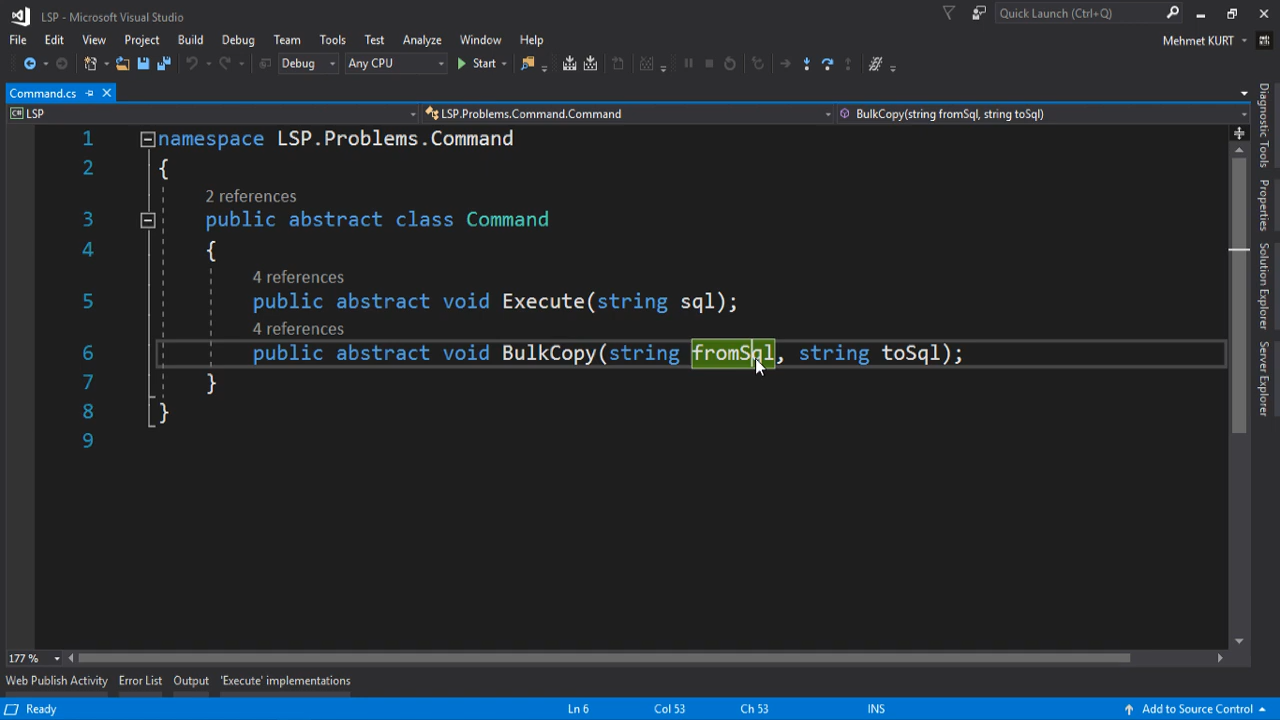 LSP - Microsoft Visual Studio
Quick Launch (Ctrl+Q)
File Edit View Project Build Debug Team Tools Test Analyze Window Help
Mehmet KURT
Debug Any CPU Start
Command.cs
LSP LSP.Problems.Command.Command BulkCopy(string fromSql, string toSql)
1 namespace LSP.Problems.Command
2 {
2 references
3 public abstract class Command
4 {
4 references
5 public abstract void Execute(string sql);
4 references
6 public abstract void BulkCopy(string fromSql, string toSql);
7 }
8 }
9
Diagnostic Tools
Properties
Solution Explorer
Server Explorer
177 %
Web Publish Activity Error List Output 'Execute' implementations
Ready Ln 6 Col 53 Ch 53 INS Add to Source Control